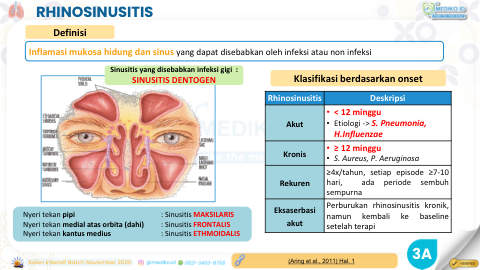 RHINOSINUSITIS
Definisi
Inflamasi mukosa hidung dan sinus yang dapat disebabkan oleh infeksi atau non infeksi
Sinusitis yang disebabkan infeksi gigi :
SINUSITIS DENTOGEN
Nyeri tekan pipi : Sinusitis MAKSILARIS
Nyeri tekan medial atas orbita (dahi) : Sinusitis FRONTALIS
Nyeri tekan kantus medius : Sinusitis ETHMOIDALIS
Klasifikasi berdasarkan onset
Rhinosinusitis Deskripsi
Akut
• < 12 minggu
• Etiologi -> S. Pneumonia,
H.Influenzae
Kronis
• ≥ 12 minggu
• S. Aureus, P. Aeruginosa
Rekuren
≥4x/tahun, setiap episode ≥7-10
hari, ada periode sembuh
sempurna
Eksaserbasi
akut
Perburukan rhinosinusitis kronik,
namun kembali ke baseline
setelah terapi
3A
(Aring et al., 2011) Hal. 1